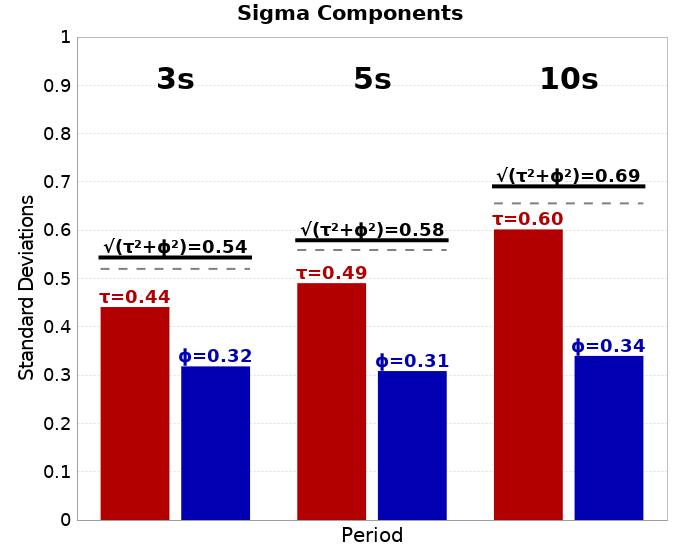 Sigma Components
1
0.9
0.8
0.7
0.6
0.5
0.4
0.3
0.2
0.1
0
Standard Deviations
3s
5s
10s
√(τ²+ϕ²)=0.54
τ=0.44
ϕ=0.32
√(τ²+ϕ²)=0.58
τ=0.49
ϕ=0.31
√(τ²+ϕ²)=0.69
τ=0.60
ϕ=0.34
Period